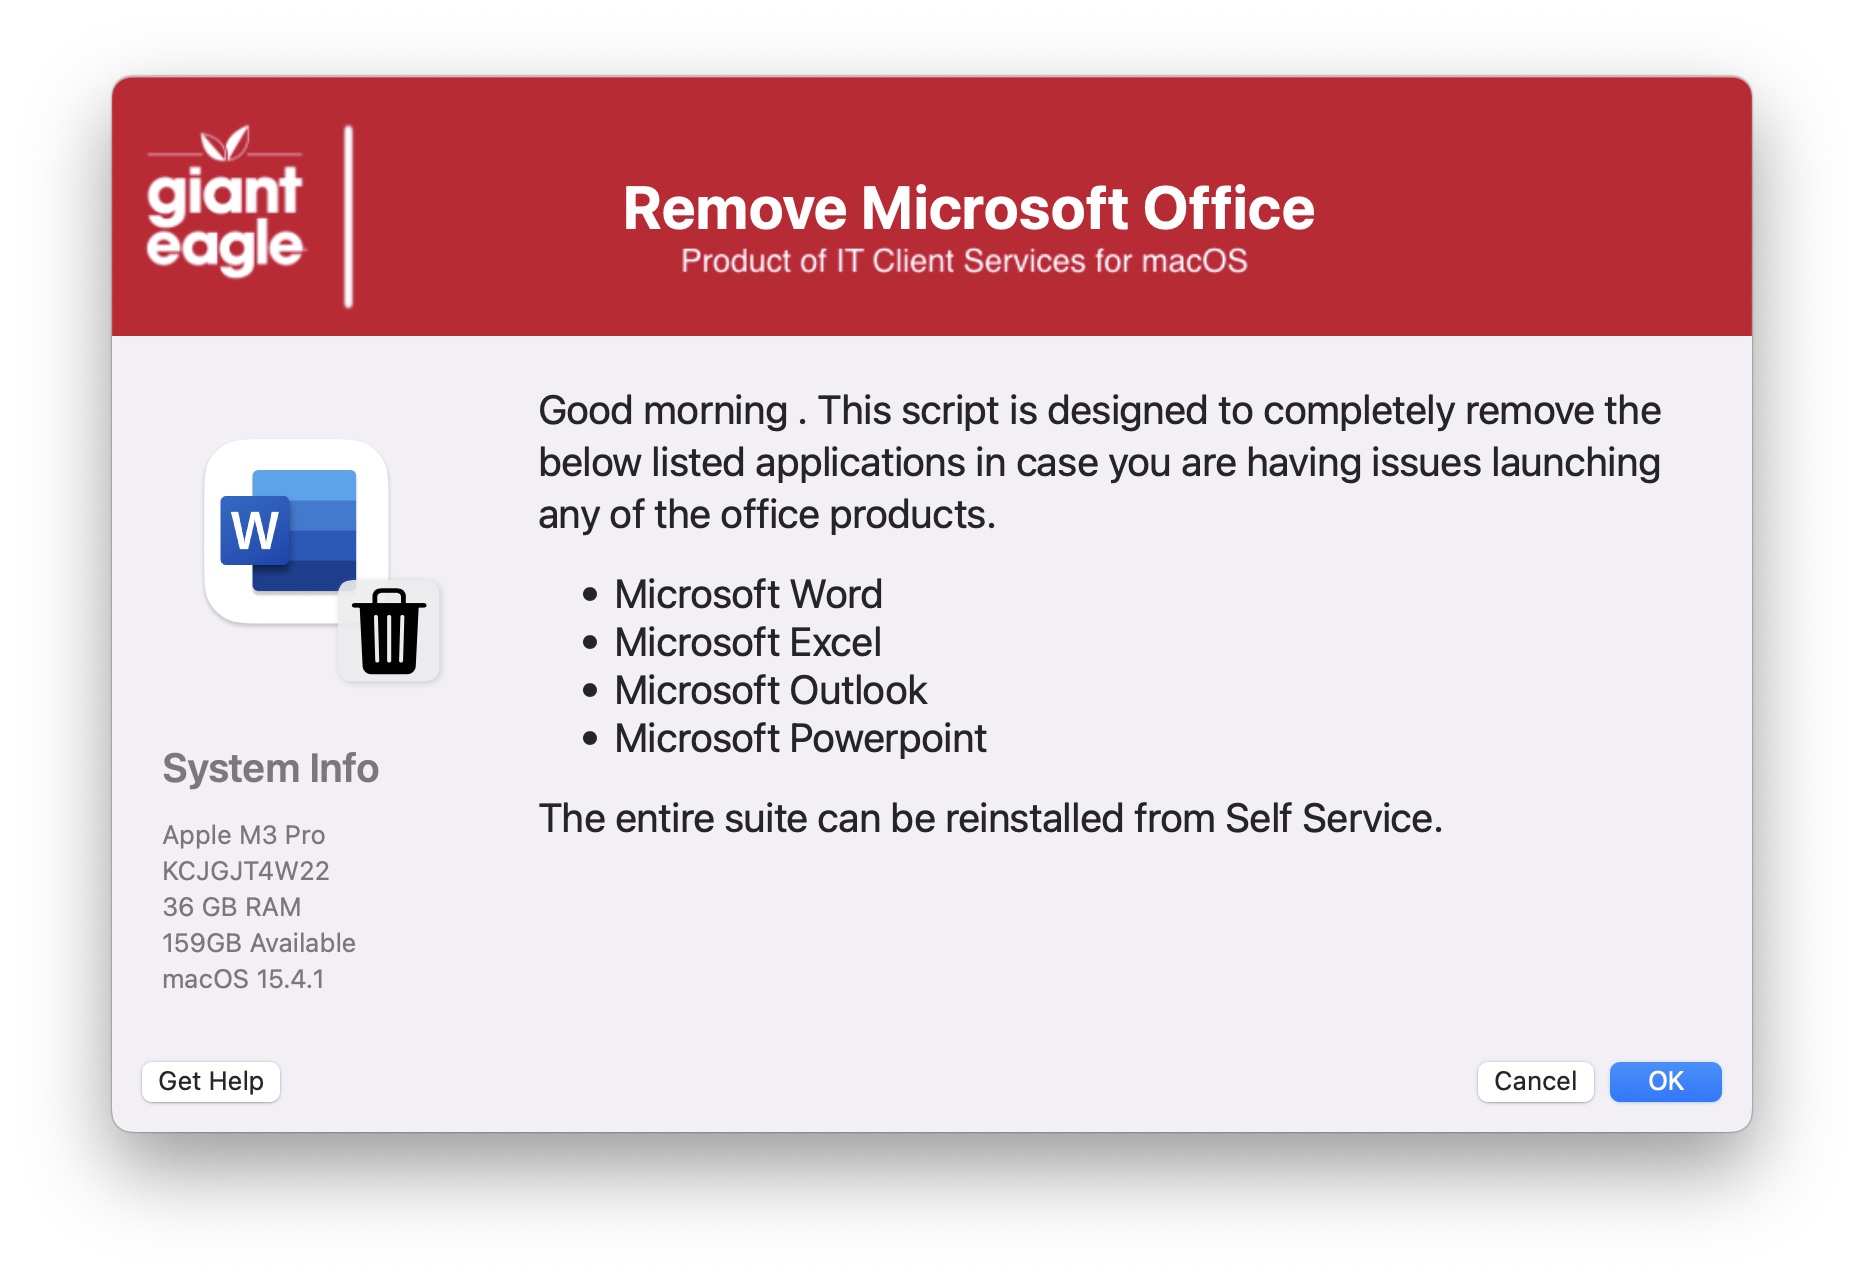 giant
eagle
Remove Microsoft Office
Product of IT Client Services for macOS
Good morning . This script is designed to completely remove the
below listed applications in case you are having issues launching
any of the office products.
W
• Microsoft Word
• Microsoft Excel
• Microsoft Outlook
• Microsoft Powerpoint
The entire suite can be reinstalled from Self Service.
System Info
Apple M3 Pro
KCJGJT4W22
36 GB RAM
159GB Available
macOS 15.4.1
Get Help
Cancel
OK